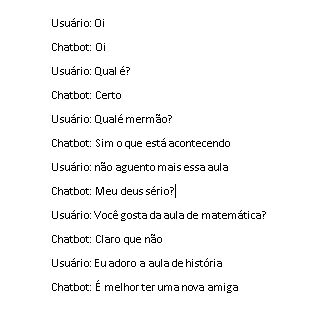 Usuário: Oi
Chatbot: Oi
Usuário: Qual é?
Chatbot: Certo
Usuário: Qualé mermão?
Chatbot: Sim o que está acontecendo
Usuário: não aguento mais essa aula
Chatbot: Meu deus sério?
Usuário: Você gosta da aula de matemática?
Chatbot: Claro que não
Usuário: Eu adoro a aula de história
Chatbot: É melhor ter uma nova amiga